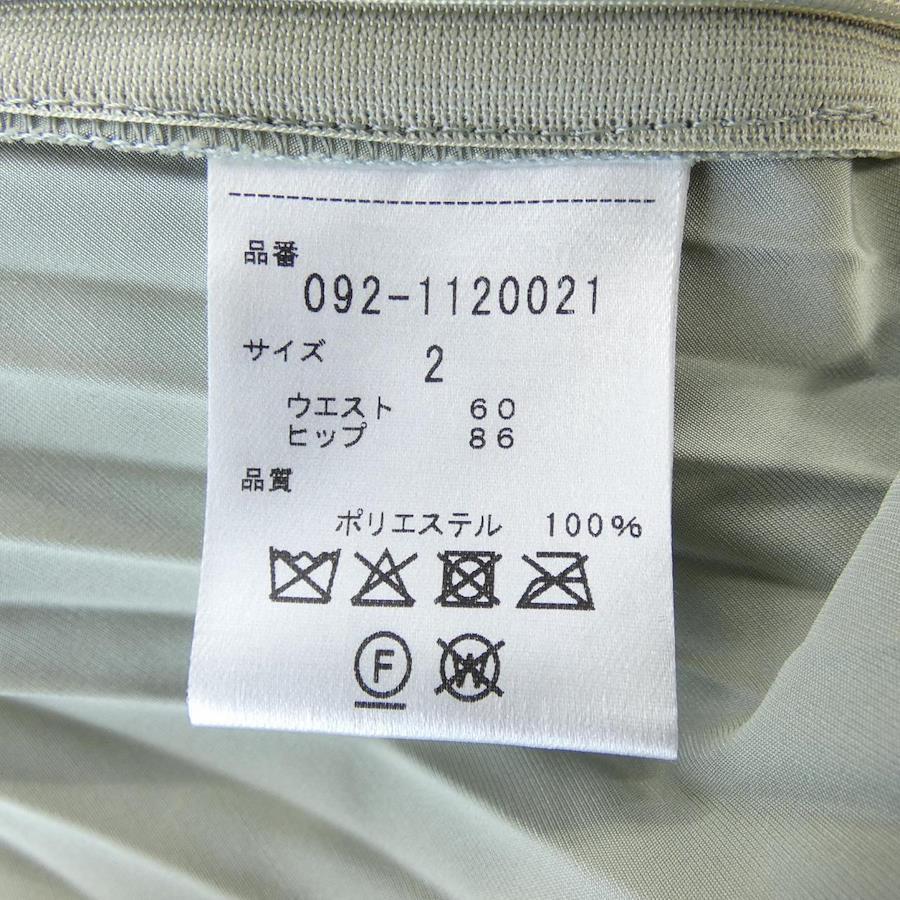 品番
092-1120021
サイズ 2
ウエスト 60
ヒップ 86
品質
ポリエステル 100%
F W